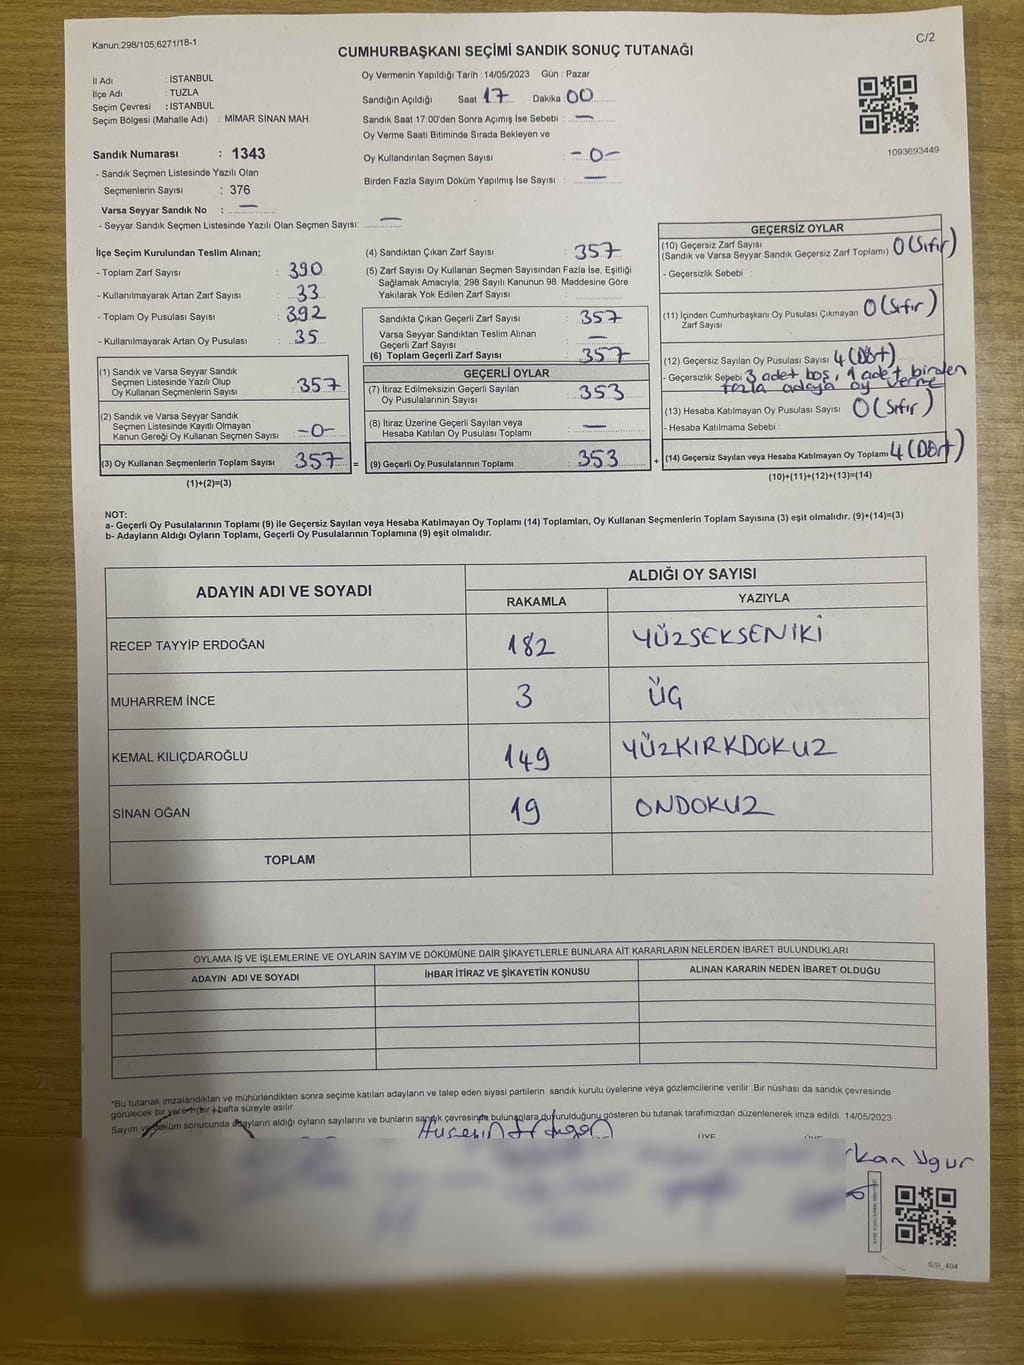 Kanun;298/105;6271/18-1
C/2
CUMHURBAŞKANI SEÇİMİ SANDIK SONUÇ TUTANAĞI
İl Adı : İSTANBUL
İlçe Adı : TUZLA
Seçim Çevresi : İSTANBUL
Seçim Bölgesi (Mahalle Adı) : MİMAR SİNAN MAH.
Sandık Numarası : 1343
- Sandık Seçmen Listesinde Yazılı Olan
Seçmenlerin Sayısı : 376
Varsa Seyyar Sandık No : —
- Seyyar Sandık Seçmen Listesinde Yazılı Olan Seçmen Sayısı: —
Oy Vermenin Yapıldığı Tarih : 14/05/2023 Gün : Pazar
Sandığın Açıldığı Saat 17 Dakika 00
Sandık Saat 17:00'den Sonra Açımış İse Sebebi : —
Oy Verme Saati Bitiminde Sırada Bekleyen ve
Oy Kullandırılan Seçmen Sayısı : -0-
Birden Fazla Sayım Döküm Yapılmış İse Sayısı : —
1093693449
İlçe Seçim Kurulundan Teslim Alınan;
- Toplam Zarf Sayısı : 390
- Kullanılmayarak Artan Zarf Sayısı : 33
- Toplam Oy Pusulası Sayısı : 392
- Kullanılmayarak Artan Oy Pusulası : 35
(1) Sandık ve Varsa Seyyar Sandık
Seçmen Listesinde Yazılı Olup
Oy Kullanan Seçmenlerin Sayısı : 357
(2) Sandık ve Varsa Seyyar Sandık
Seçmen Listesinde Kayıtlı Olmayan
Kanun Gereği Oy Kullanan Seçmen Sayısı : -0-
(3) Oy Kullanan Seçmenlerin Toplam Sayısı : 357 =
(1)+(2)=(3)
(4) Sandıktan Çıkan Zarf Sayısı : 357
(5) Zarf Sayısı Oy Kullanan Seçmen Sayısından Fazla İse, Eşitliği
Sağlamak Amacıyla; 298 Sayılı Kanunun 98. Maddesine Göre
Yakılarak Yok Edilen Zarf Sayısı :
Sandıkta Çıkan Geçerli Zarf Sayısı : 357
Varsa Seyyar Sandıktan Teslim Alınan
Geçerli Zarf Sayısı : —
(6) Toplam Geçerli Zarf Sayısı : 357
GEÇERLİ OYLAR
(7) İtiraz Edilmeksizin Geçerli Sayılan
Oy Pusulalarının Sayısı : 353
(8) İtiraz Üzerine Geçerli Sayılan veya
Hesaba Katılan Oy Pusulası Toplamı : —
(9) Geçerli Oy Pusulalarının Toplamı : 353 +
GEÇERSİZ OYLAR
(10) Geçersiz Zarf Sayısı
(Sandık ve Varsa Seyyar Sandık Geçersiz Zarf Toplamı) 0 (Sıfır)
- Geçersizlik Sebebi :
(11) İçinden Cumhurbaşkanı Oy Pusulası Çıkmayan 0 (Sıfır)
Zarf Sayısı
(12) Geçersiz Sayılan Oy Pusulası Sayısı 4 (Dört)
- Geçersizlik Sebebi 3 adet boş, 1 adet birden
fazla adaya oy verme
(13) Hesaba Katılmayan Oy Pusulası Sayısı 0 (Sıfır)
- Hesaba Katılmama Sebebi :
(14) Geçersiz Sayılan veya Hesaba Katılmayan Oy Toplamı 4 (Dört)
(10)+(11)+(12)+(13)=(14)
NOT:
a- Geçerli Oy Pusulalarının Toplamı (9) ile Geçersiz Sayılan veya Hesaba Katılmayan Oy Toplamı (14) Toplamları, Oy Kullanan Seçmenlerin Toplam Sayısına (3) eşit olmalıdır. (9)+(14)=(3)
b- Adayların Aldığı Oyların Toplamı, Geçerli Oy Pusulalarının Toplamına (9) eşit olmalıdır.
ADAYIN ADI VE SOYADI
ALDIĞI OY SAYISI
RAKAMLA YAZIYLA
RECEP TAYYİP ERDOĞAN 182 YÜZSEKSENİKİ
MUHARREM İNCE 3 ÜÇ
KEMAL KILIÇDAROĞLU 149 YÜZKIRKDOKUZ
SİNAN OĞAN 19 ONDOKUZ
TOPLAM
OYLAMA İŞ VE İŞLEMLERİNE VE OYLARIN SAYIM VE DÖKÜMÜNE DAİR ŞİKAYETLERLE BUNLARA AİT KARARLARIN NELERDEN İBARET BULUNDUKLARI
ADAYIN ADI VE SOYADI İHBAR İTİRAZ VE ŞİKAYETİN KONUSU ALINAN KARARIN NEDEN İBARET OLDUĞU
*Bu tutanak imzalandıktan ve mühürlendikten sonra seçime katılan adayların ve talep eden siyasi partilerin sandık kurulu üyelerine veya gözlemcilerine verilir .Bir nüshası da sandık çevresinde
görülecek bir yere 1 (bir) hafta süreyle asılır.
Sayım ve döküm sonucunda adayların aldığı oyların sayılarını ve bunların sandık çevresinde bulunanlara duyurulduğunu gösteren bu tutanak tarafımızdan düzenlenerek imza edildi. 14/05/2023
ÜYE
rkan Uğur
SSİ_404